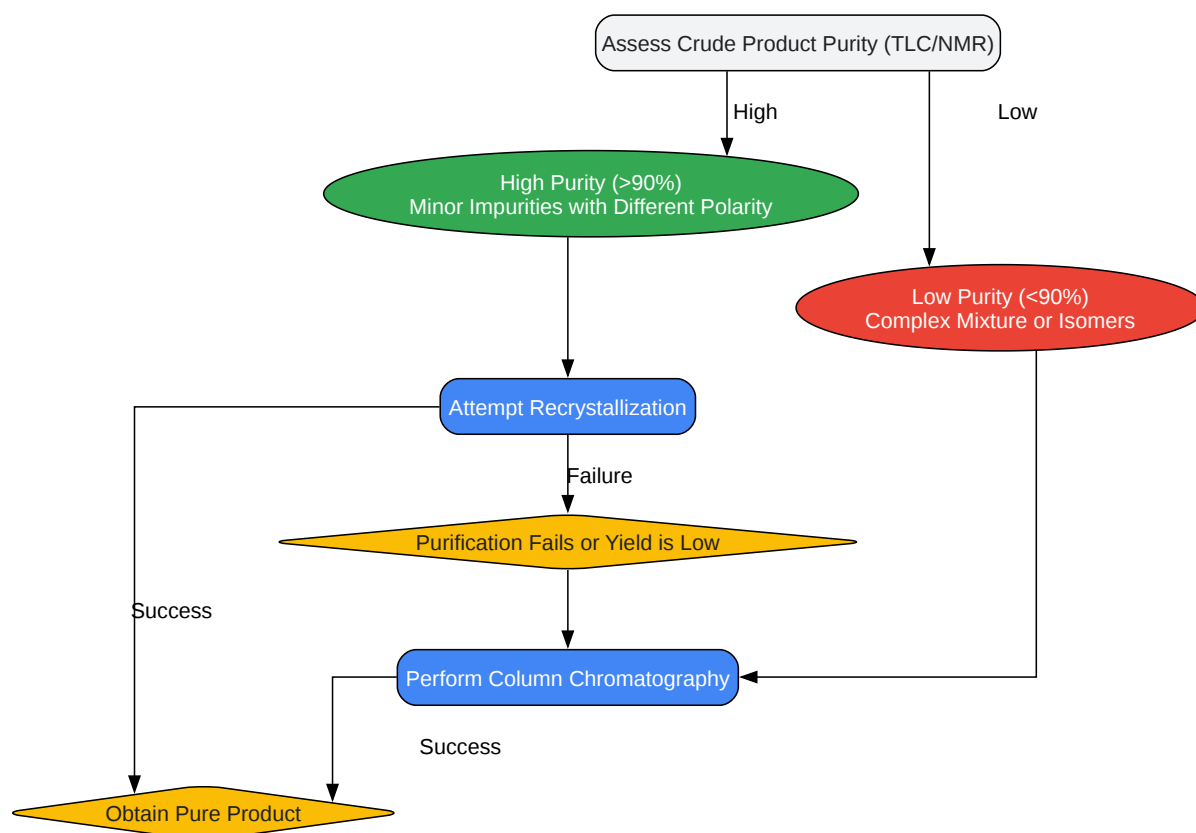 Assess Crude Product Purity (TLC/NMR)
High
Low
High Purity (>90%)
Minor Impurities with Different Polarity
Low Purity (<90%)
Complex Mixture or Isomers
Attempt Recrystallization
Failure
Purification Fails or Yield is Low
Success
Perform Column Chromatography
Success
Obtain Pure Product